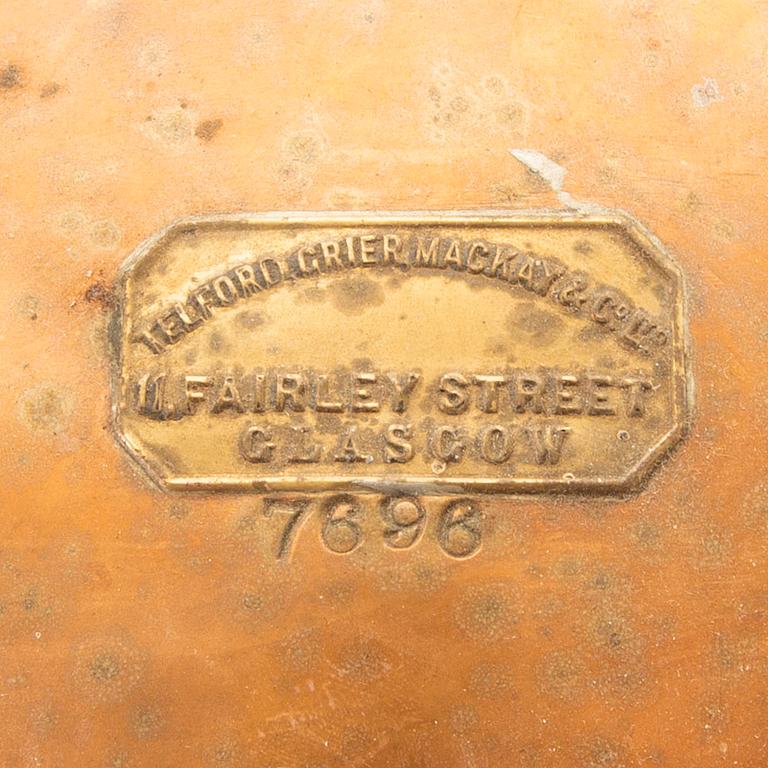 TELFORD, GRIER, MACKAY & CO. LTD
11, FAIRLEY STREET
GLASGOW
7696